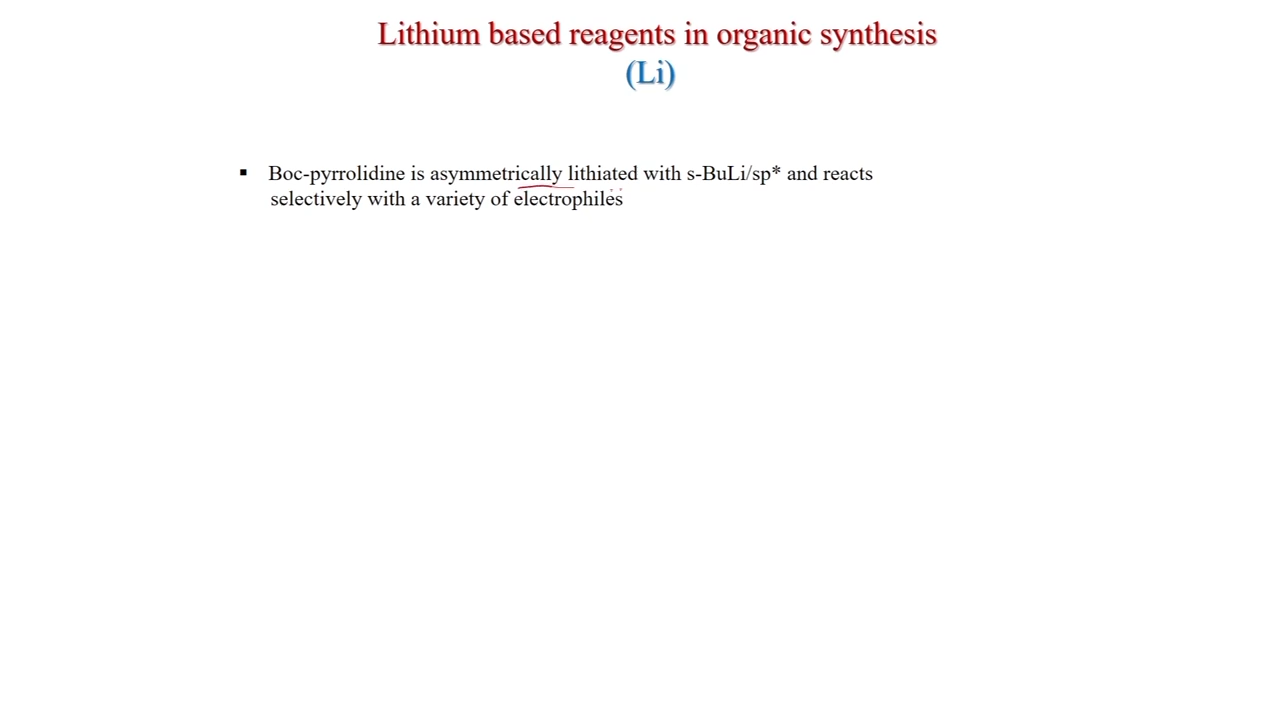 Lithium based reagents in organic synthesis
(Li)
▪ Boc-pyrrolidine is asymmetrically lithiated with s-BuLi/sp* and reacts
selectively with a variety of electrophiles